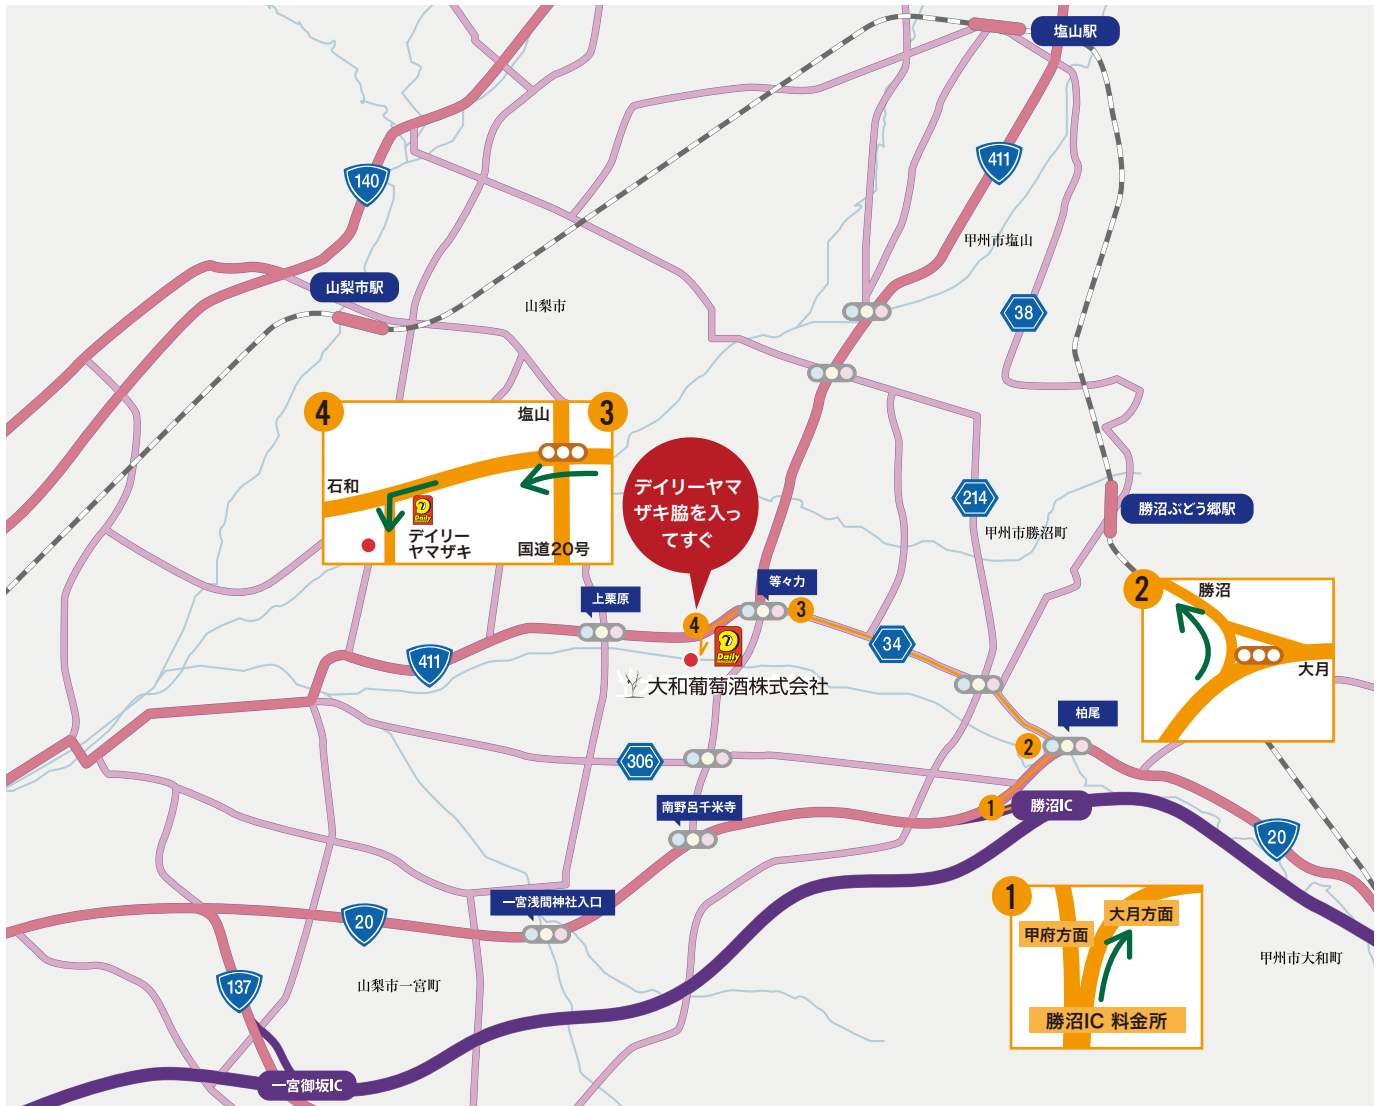 塩山駅
140
411
甲州市塩山
山梨市駅
山梨市
38
4
塩山
3
石和
Daily
デイリー
ヤマザキ
国道20号
デイリーヤマ
ザキ脇を入っ
てすぐ
214
甲州市勝沼町
勝沼ぶどう郷駅
等々力
上栗原
4
3
Daily
34
411
大和葡萄酒株式会社
2
勝沼
大月
柏尾
2
306
南野呂千米寺
1
勝沼IC
20
一宮浅間神社入口
20
1
大月方面
甲府方面
勝沼IC 料金所
甲州市大和町
137
山梨市一宮町
一宮御坂IC